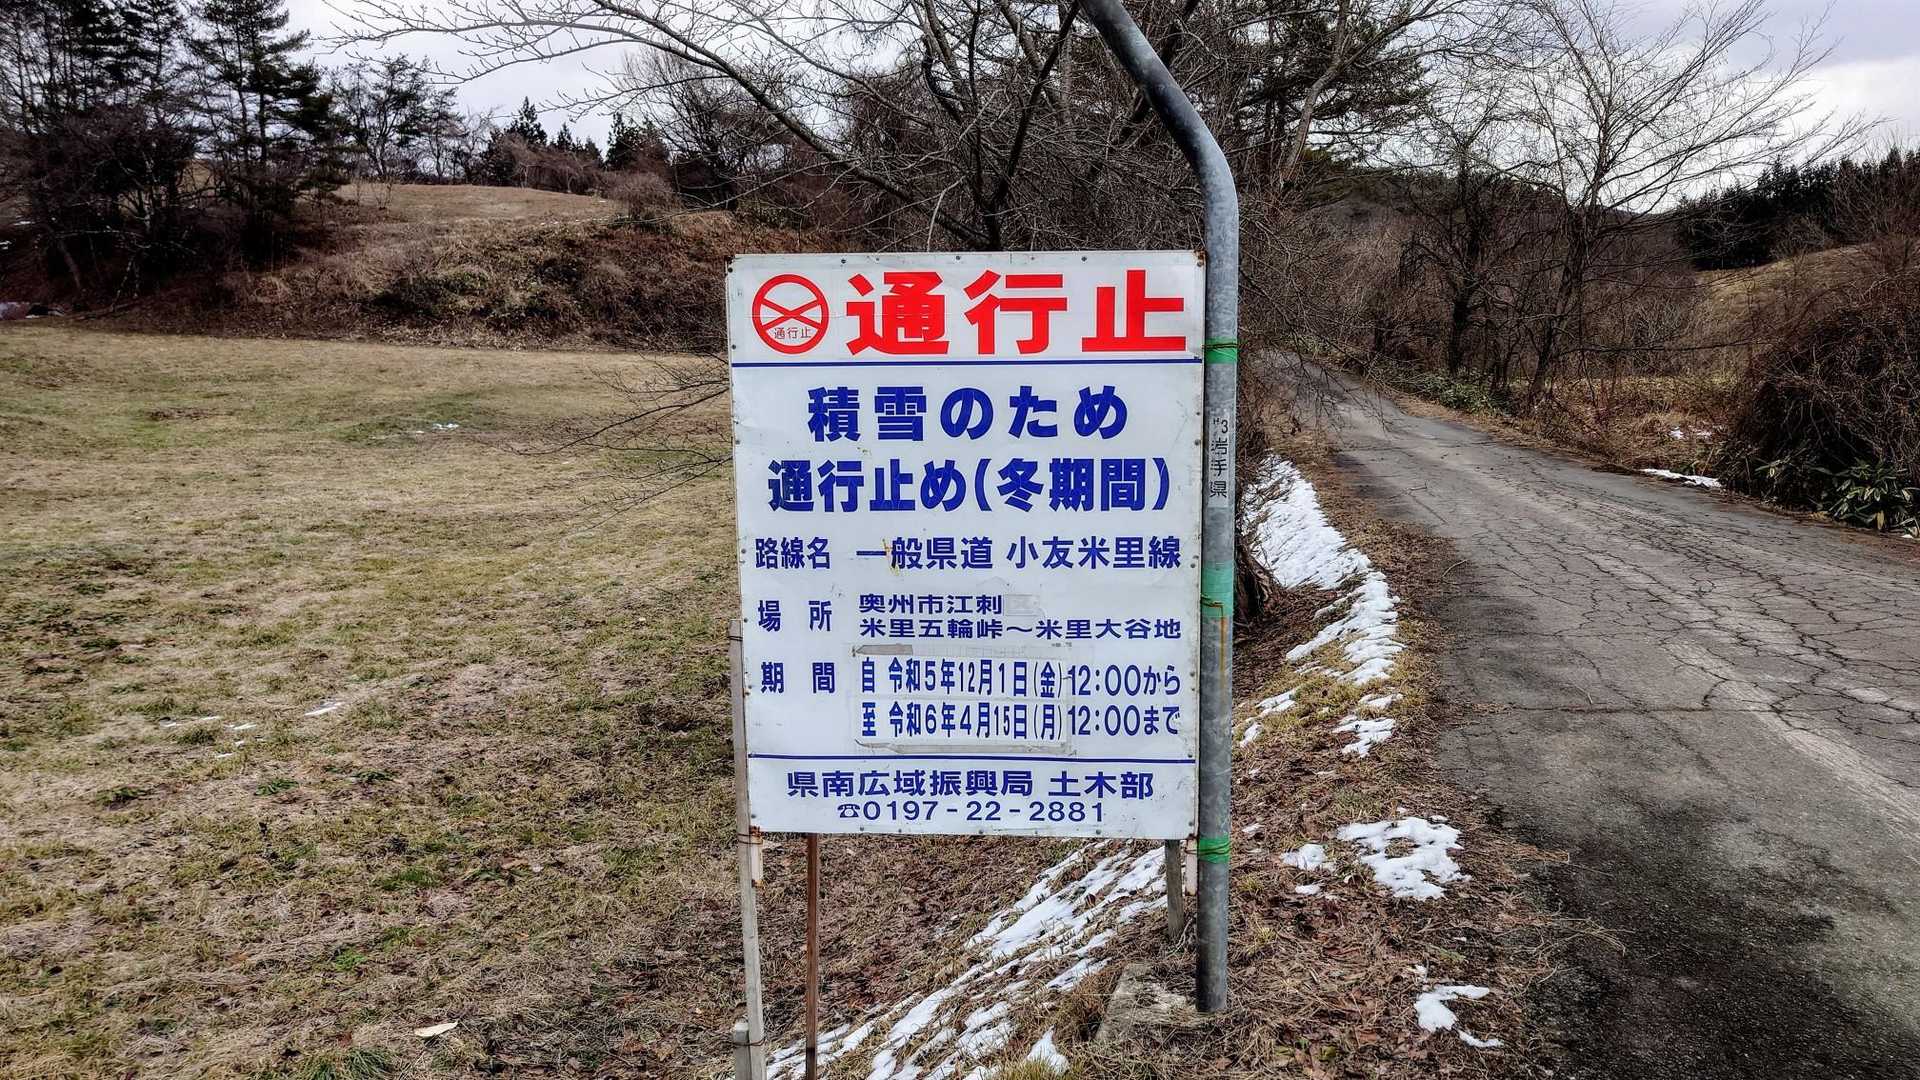 通行止
通行止
積雪のため
通行止め(冬期間)
路線名 一般県道 小友米里線
場所 奥州市江刺
米里五輪峠～米里大谷地
期間 自 令和5年12月1日(金)12:00から
至 令和6年4月15日(月)12:00まで
県南広域振興局 土木部
☎0197-22-2881
岩手県